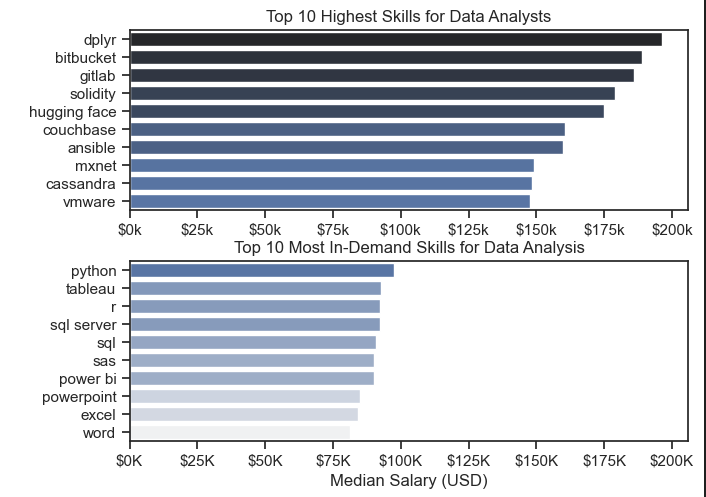 Top 10 Highest Skills for Data Analysts
dplyr
bitbucket
gitlab
solidity
hugging face
couchbase
ansible
mxnet
cassandra
vmware
$0k $25k $50k $75k $100k $125k $150k $175k $200k
Top 10 Most In-Demand Skills for Data Analysis
python
tableau
r
sql server
sql
sas
power bi
powerpoint
excel
word
$0K $25K $50K $75K $100K $125K $150K $175K $200K
Median Salary (USD)